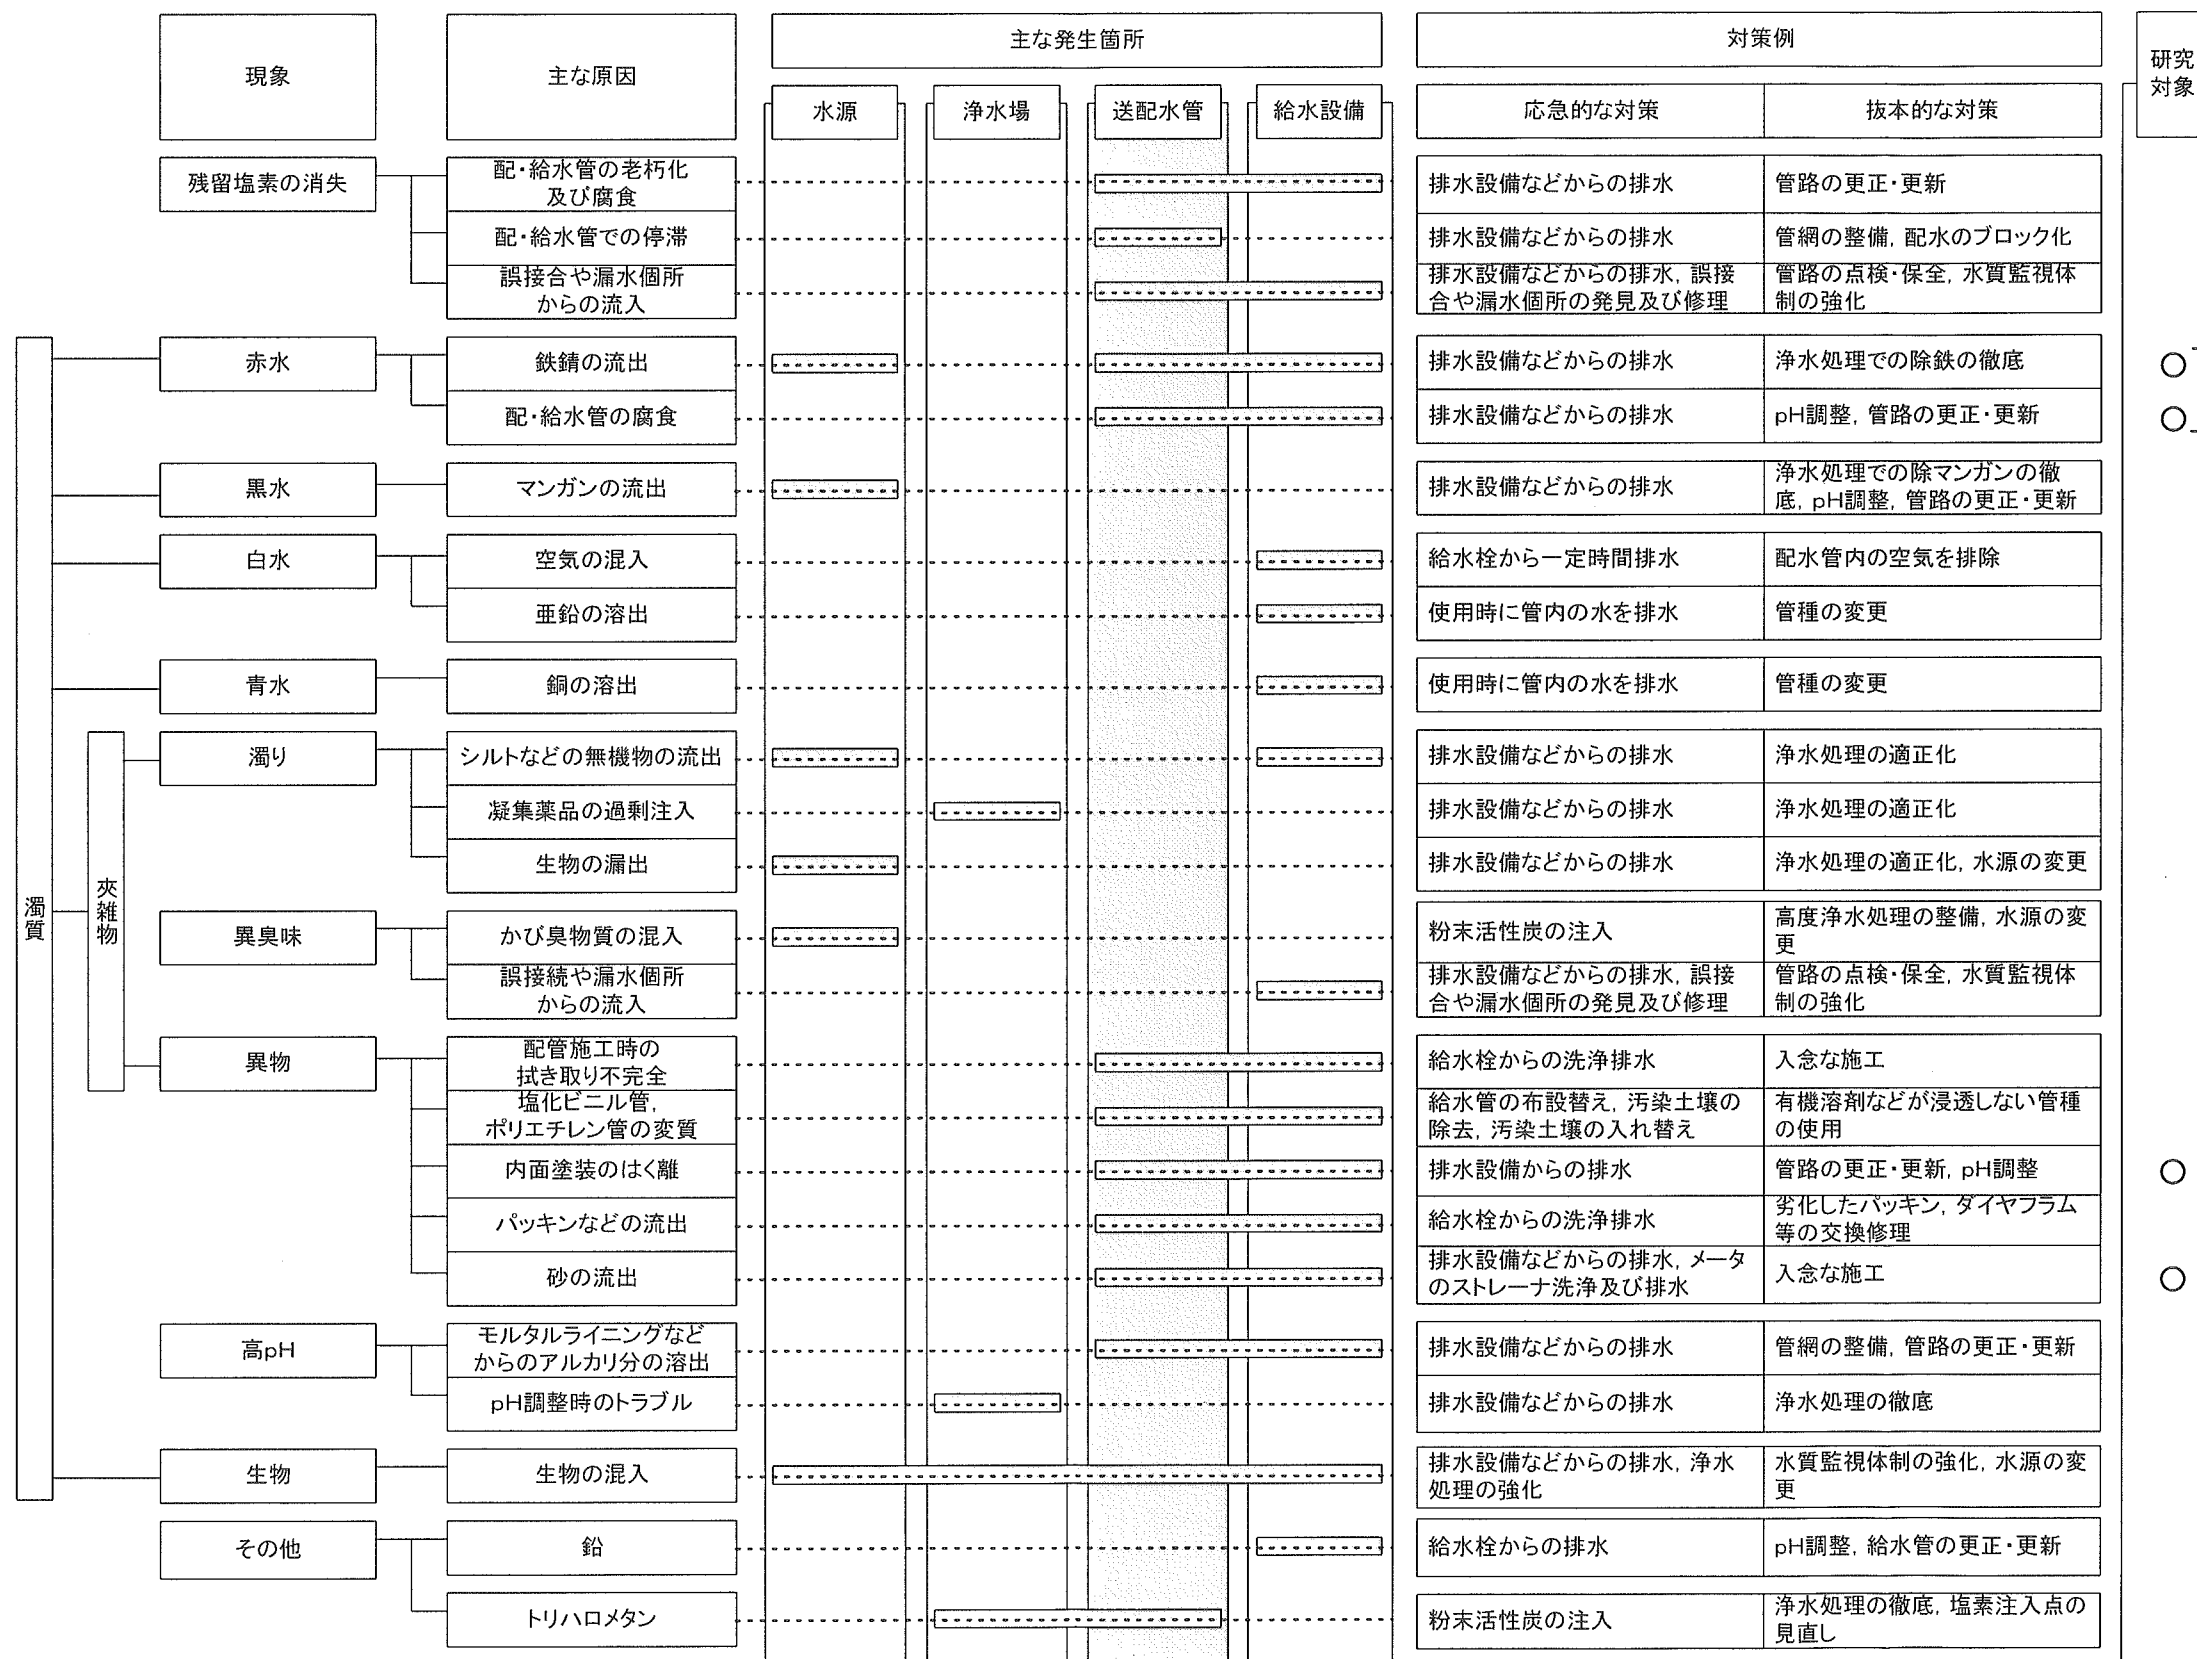 現象
主な原因
主な発生箇所
対策例
研究
対象
水源
浄水場
送配水管
給水設備
応急的な対策
抜本的な対策
残留塩素の消失
配・給水管の老朽化
及び腐食
排水設備などからの排水
管路の更正・更新
配・給水管での停滞
排水設備などからの排水
管網の整備, 配水のブロック化
誤接合や漏水個所
からの流入
排水設備などからの排水, 誤接
合や漏水個所の発見及び修理
管路の点検・保全, 水質監視体
制の強化
濁質
赤水
鉄錆の流出
排水設備などからの排水
浄水処理での除鉄の徹底
○
配・給水管の腐食
排水設備などからの排水
pH調整, 管路の更正・更新
○
黒水
マンガンの流出
排水設備などからの排水
浄水処理での除マンガンの徹
底, pH調整, 管路の更正・更新
白水
空気の混入
給水栓から一定時間排水
配水管内の空気を排除
亜鉛の溶出
使用時に管内の水を排水
管種の変更
青水
銅の溶出
使用時に管内の水を排水
管種の変更
夾雑物
濁り
シルトなどの無機物の流出
排水設備などからの排水
浄水処理の適正化
凝集薬品の過剰注入
排水設備などからの排水
浄水処理の適正化
生物の漏出
排水設備などからの排水
浄水処理の適正化, 水源の変更
異臭味
かび臭物質の混入
粉末活性炭の注入
高度浄水処理の整備, 水源の変
更
誤接続や漏水個所
からの流入
排水設備などからの排水, 誤接
合や漏水個所の発見及び修理
管路の点検・保全, 水質監視体
制の強化
異物
配管施工時の
拭き取り不完全
給水栓からの洗浄排水
入念な施工
塩化ビニル管,
ポリエチレン管の変質
給水管の布設替え, 汚染土壌の
除去, 汚染土壌の入れ替え
有機溶剤などが浸透しない管種
の使用
内面塗装のはく離
排水設備からの排水
管路の更正・更新, pH調整
○
パッキンなどの流出
給水栓からの洗浄排水
劣化したパッキン, ダイヤフラム
等の交換修理
砂の流出
排水設備などからの排水, メータ
のストレーナ洗浄及び排水
入念な施工
○
高pH
モルタルライニングなど
からのアルカリ分の溶出
排水設備などからの排水
管網の整備, 管路の更正・更新
pH調整時のトラブル
排水設備などからの排水
浄水処理の徹底
生物
生物の混入
排水設備などからの排水, 浄水
処理の強化
水質監視体制の強化, 水源の変
更
その他
鉛
給水栓からの排水
pH調整, 給水管の更正・更新
トリハロメタン
粉末活性炭の注入
浄水処理の徹底, 塩素注入点の
見直し